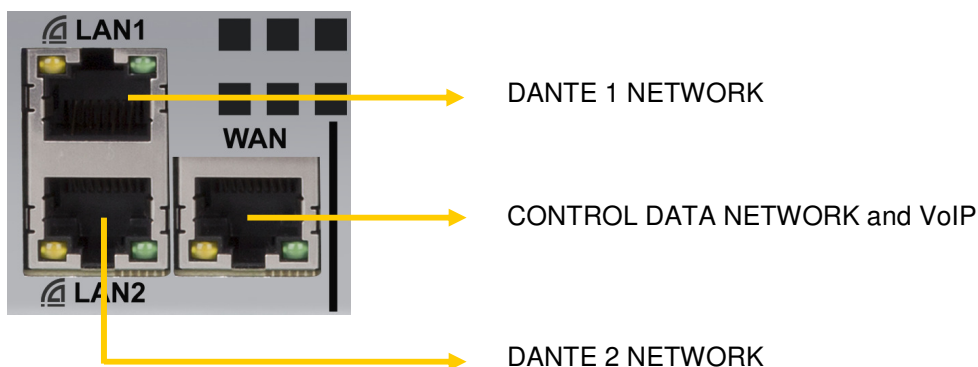 LAN1
DANTE 1 NETWORK
WAN
CONTROL DATA NETWORK and VoIP
LAN2
DANTE 2 NETWORK